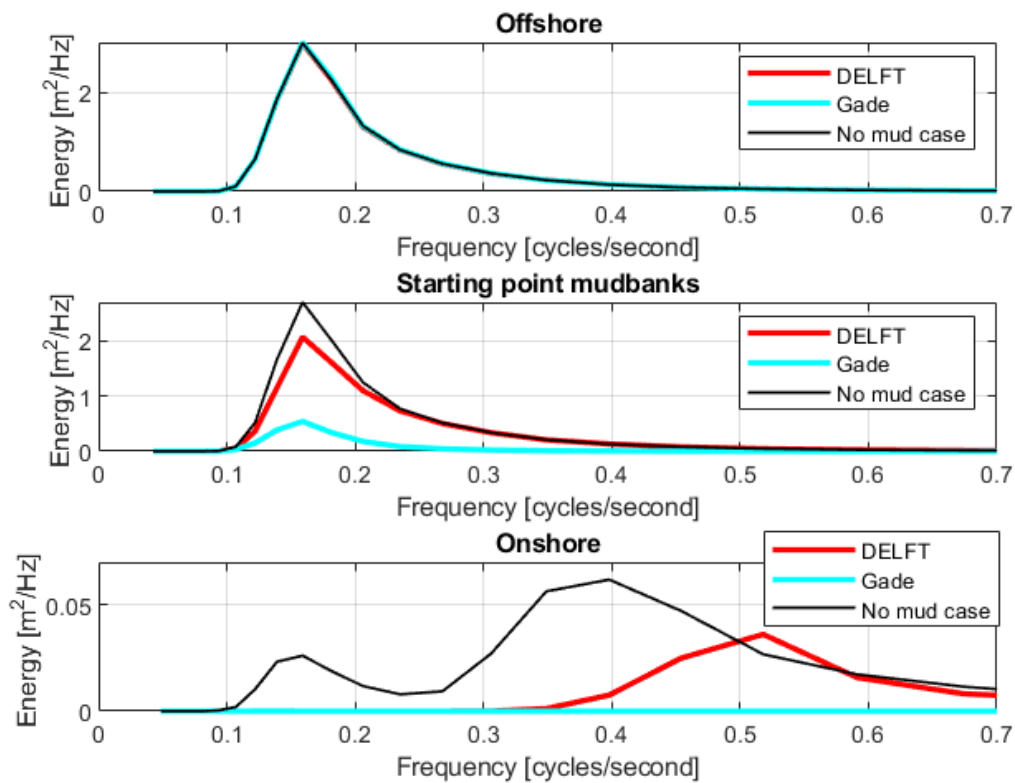 Offshore
Energy [m²/Hz]
2
0
DELFT
Gade
No mud case
0 0.1 0.2 0.3 0.4 0.5 0.6 0.7
Frequency [cycles/second]
Starting point mudbanks
Energy [m²/Hz]
2
1
0
DELFT
Gade
No mud case
0 0.1 0.2 0.3 0.4 0.5 0.6 0.7
Frequency [cycles/second]
Onshore
Energy [m²/Hz]
0.05
0
DELFT
Gade
No mud case
0 0.1 0.2 0.3 0.4 0.5 0.6 0.7
Frequency [cycles/second]